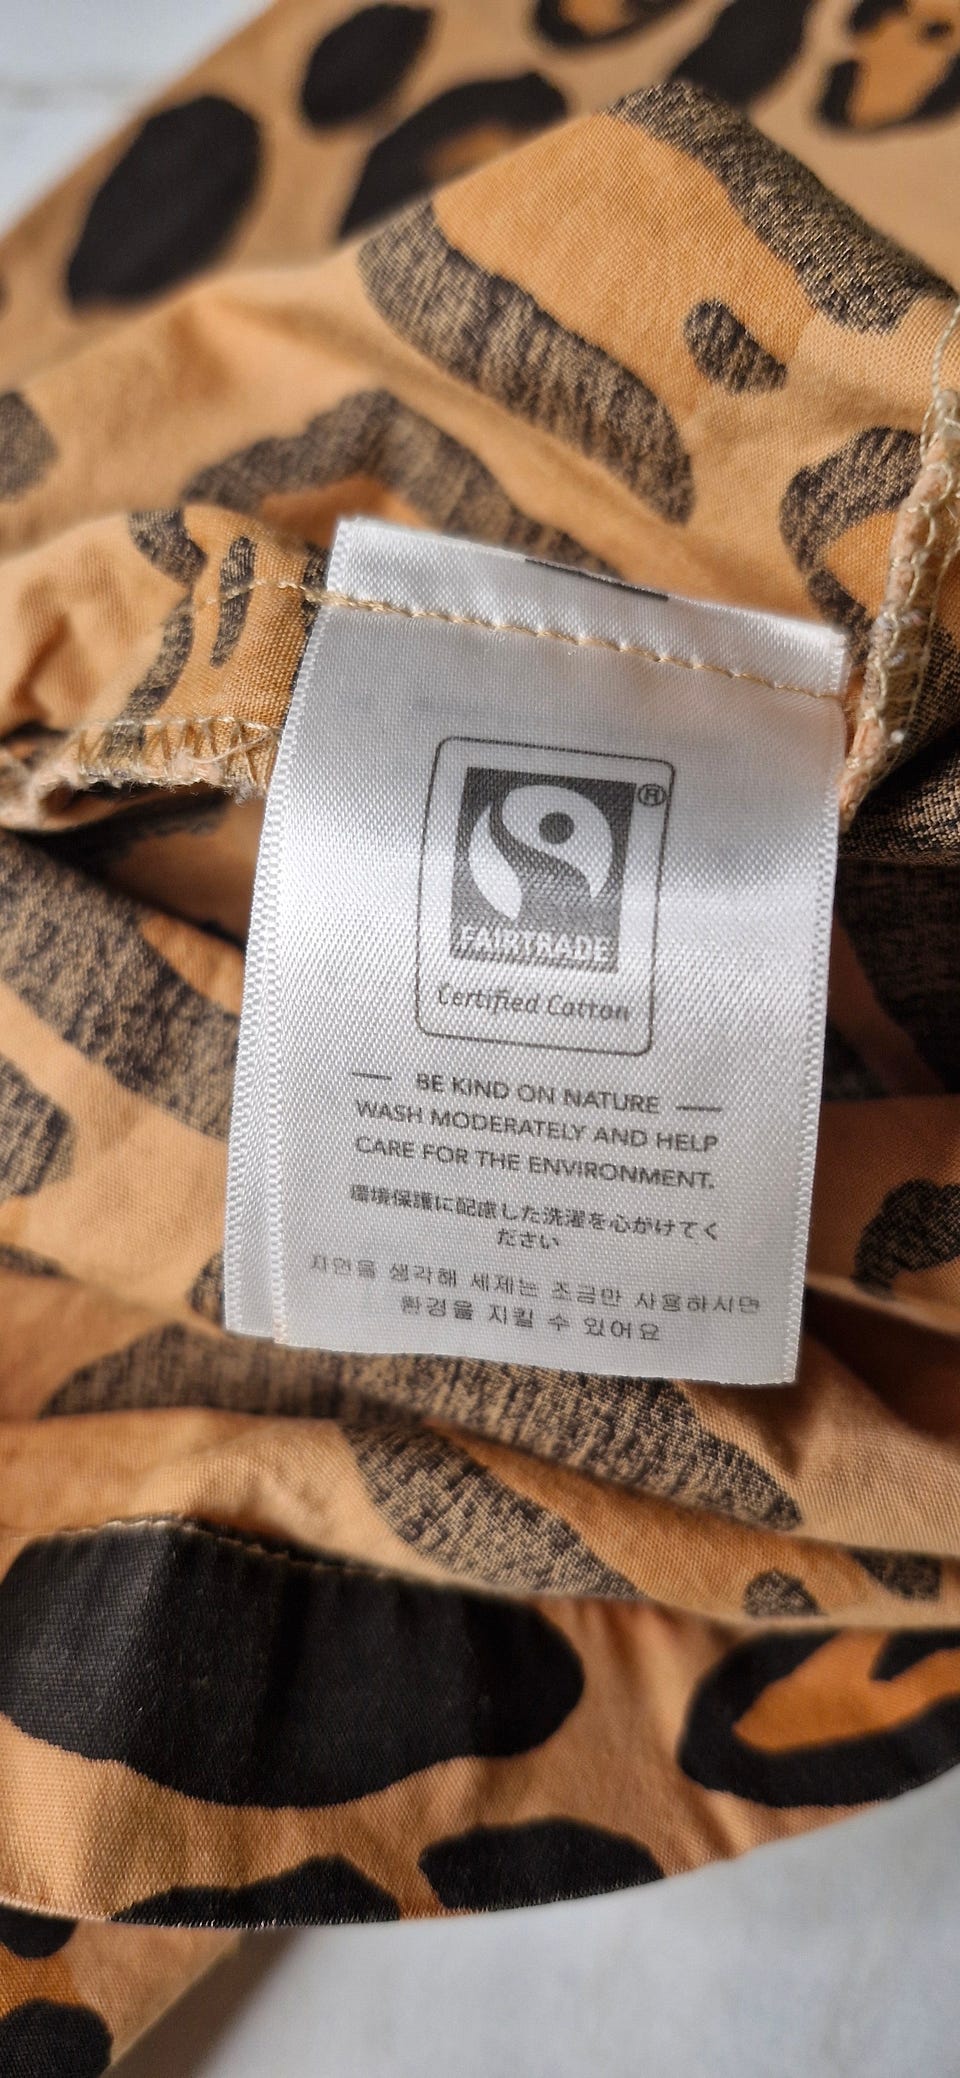 ®
FAIRTRADE
Certified Cotton
BE KIND ON NATURE
WASH MODERATELY AND HELP
CARE FOR THE ENVIRONMENT.
環境保護に配慮した洗濯を心がけてく
ださい
자연을 생각해 세제는 조금만 사용하시면
환경을 지킬 수 있어요